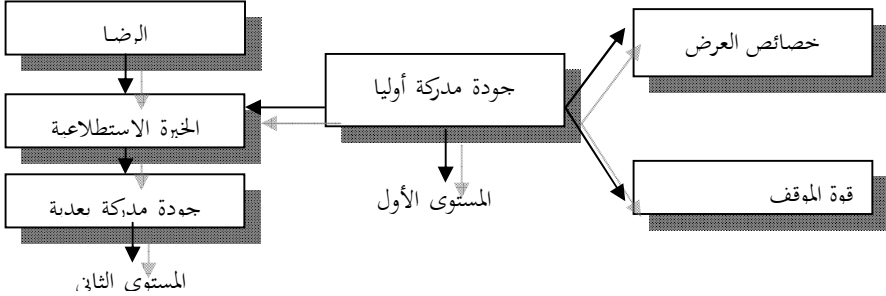 خصائص العرض
الرضا
جودة مدركة أوليا
الخبرة الاستطلاعية
قوة الموقف
المستوى الأول
جودة مدركة بعدية
المستوى الثاني